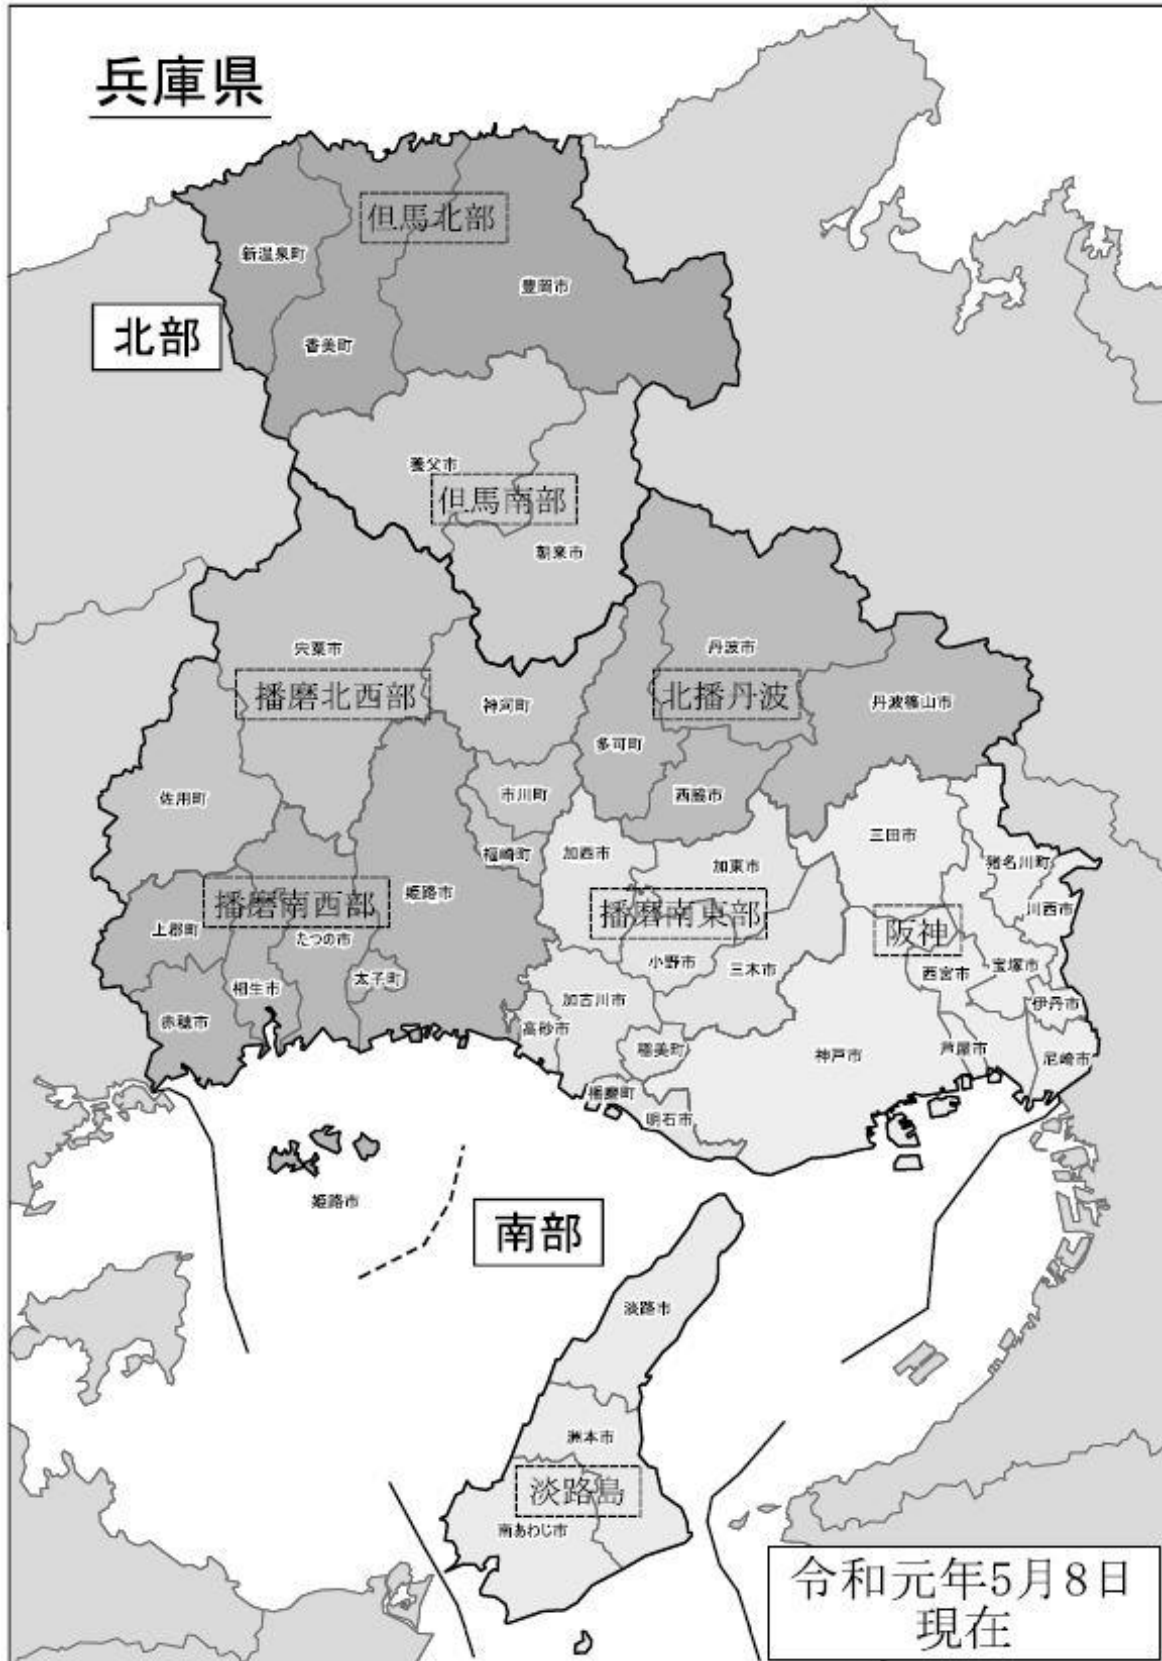 兵庫県
但馬北部
新温泉町
豊岡市
北部
香美町
養父市
但馬南部
朝来市
宍粟市
丹波市
播磨北西部
北播丹波
神河町
丹波篠山市
多可町
佐用町
市川町
西脇市
三田市
福崎町
加西市
加東市
猪名川町
姫路市
播磨南西部
播磨南東部
川西市
上郡町
たつの市
阪神
小野市
三木市
西宮市
宝塚市
太子町
相生市
加古川市
伊丹市
赤穂市
高砂市
稲美町
神戸市
芦屋市
尼崎市
播磨町
明石市
姫路市
南部
淡路市
洲本市
淡路島
南あわじ市
令和元年5月8日
現在